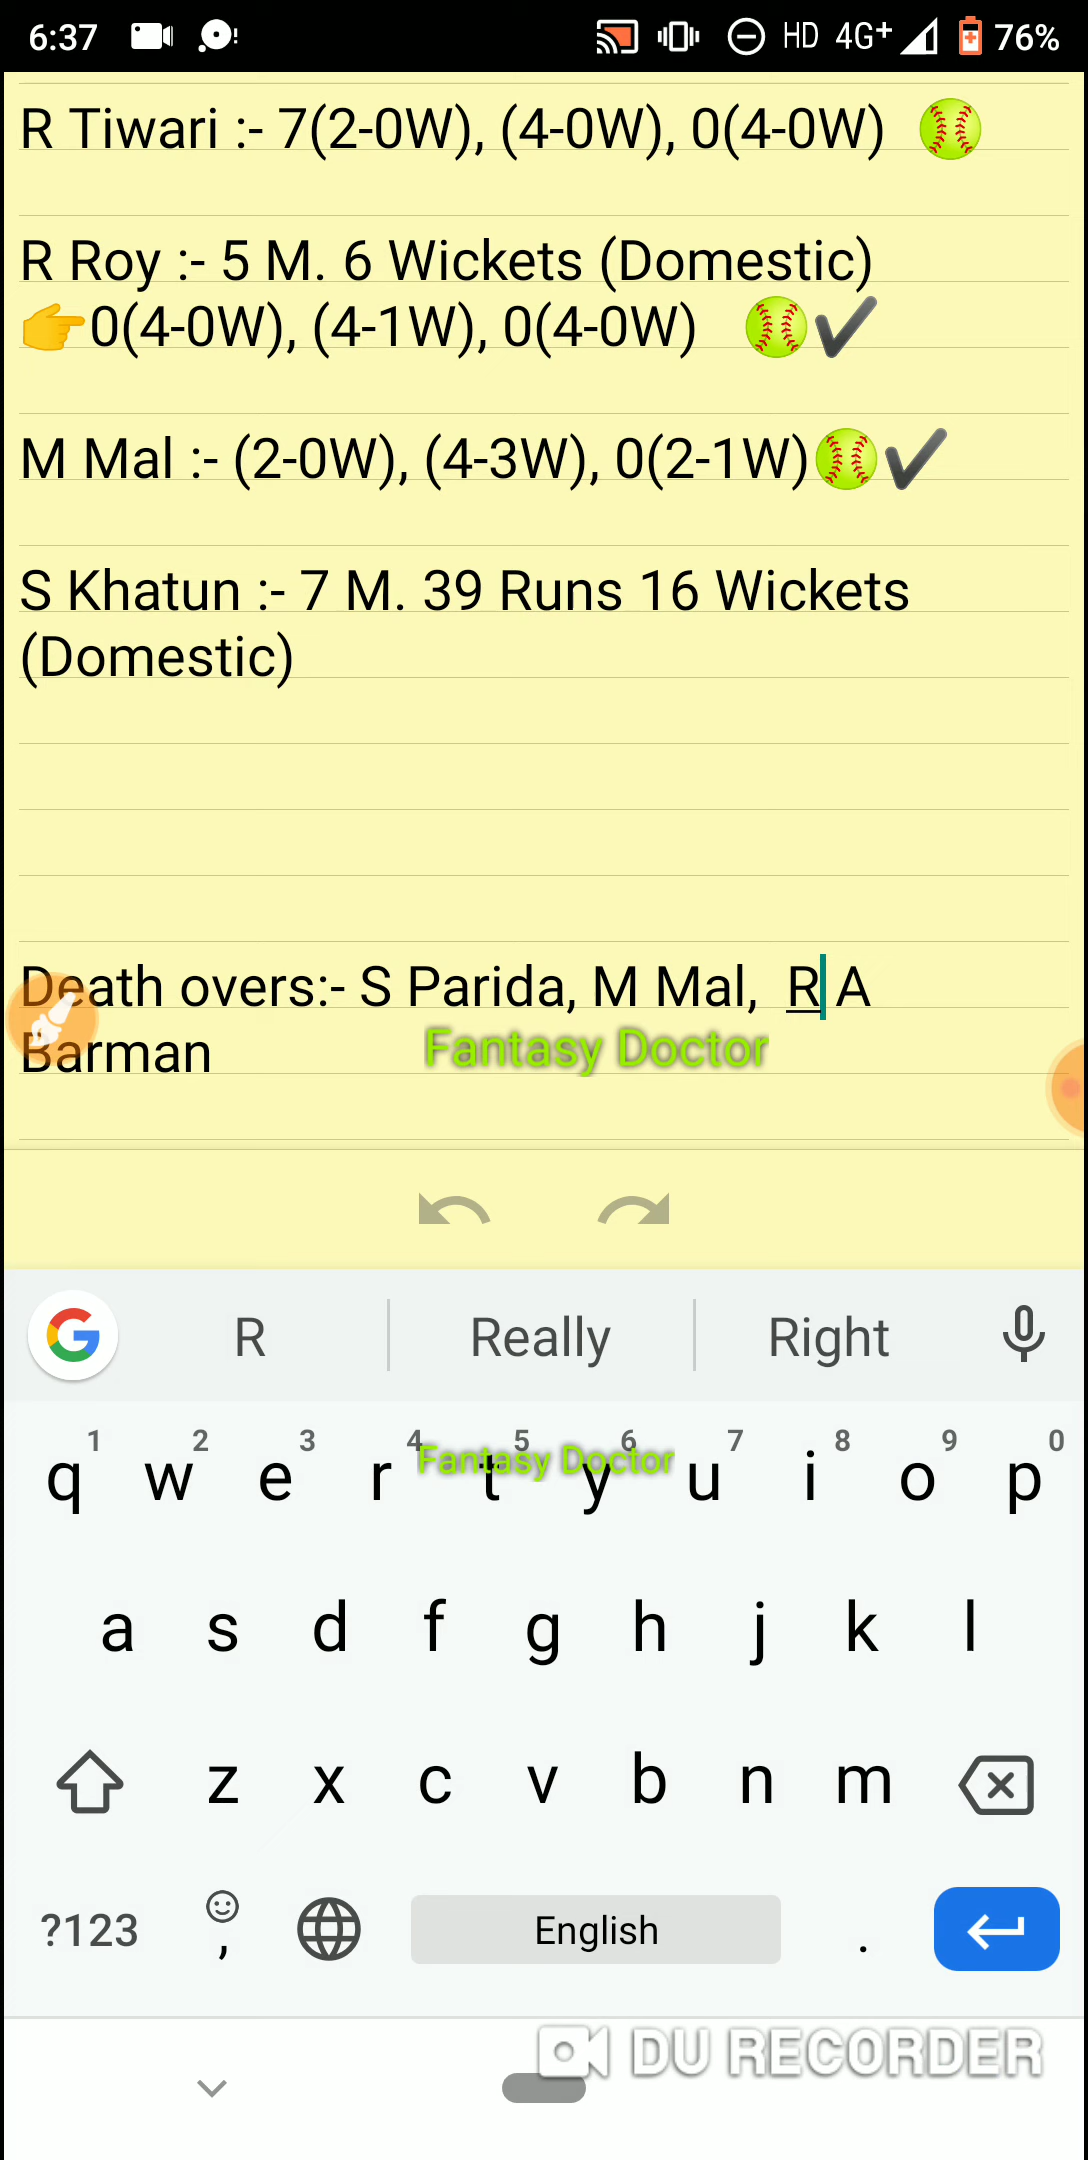 6:37 HD 4G+ 76%
R Tiwari :- 7(2-0W), (4-0W), 0(4-0W) 🥎
R Roy :- 5 M. 6 Wickets (Domestic)
👉0(4-0W), (4-1W), 0(4-0W) 🥎✔
M Mal :- (2-0W), (4-3W), 0(2-1W)🥎✔
S Khatun :- 7 M. 39 Runs 16 Wickets
(Domestic)
Death overs:- S Parida, M Mal, R A
Barman
Fantasy Doctor
R Really Right
1 2 3 4 5 6 7 8 9 0
q w e r t y u i o p
Fantasy Doctor
a s d f g h j k l
z x c v b n m
?123 , English .
DU RECORDER